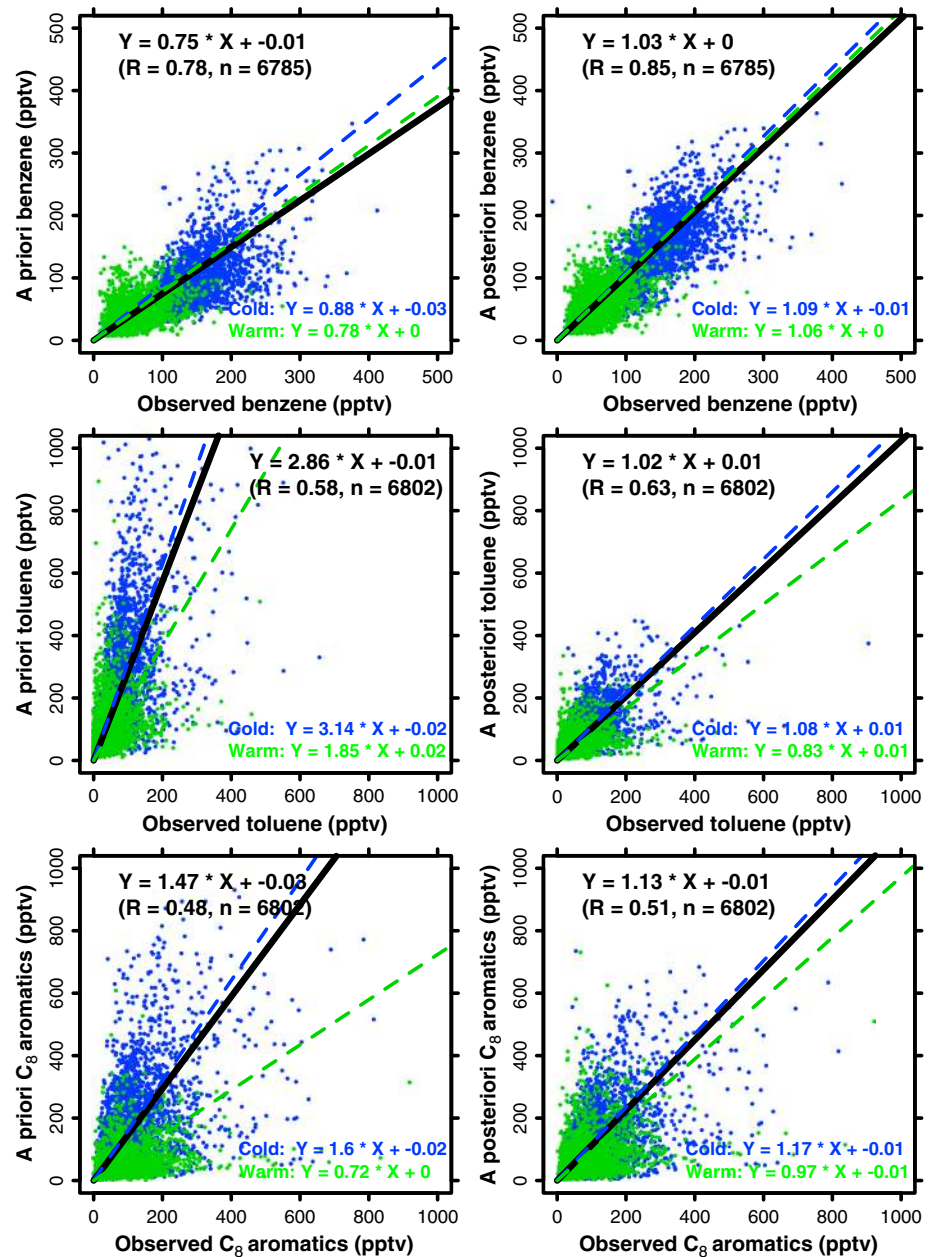 Y = 0.75 * X + -0.01
(R = 0.78, n = 6785)
Cold: Y = 0.88 * X + -0.03
Warm: Y = 0.78 * X + 0
A priori benzene (pptv)
0 100 200 300 400 500
0 100 200 300 400 500
Observed benzene (pptv)
Y = 1.03 * X + 0
(R = 0.85, n = 6785)
Cold: Y = 1.09 * X + -0.01
Warm: Y = 1.06 * X + 0
A posteriori benzene (pptv)
0 100 200 300 400 500
0 100 200 300 400 500
Observed benzene (pptv)
Y = 2.86 * X + -0.01
(R = 0.58, n = 6802)
Cold: Y = 3.14 * X + -0.02
Warm: Y = 1.85 * X + 0.02
A priori toluene (pptv)
0 200 400 600 800 1000
0 200 400 600 800 1000
Observed toluene (pptv)
Y = 1.02 * X + 0.01
(R = 0.63, n = 6802)
Cold: Y = 1.08 * X + 0.01
Warm: Y = 0.83 * X + 0.01
A posteriori toluene (pptv)
0 200 400 600 800 1000
0 200 400 600 800 1000
Observed toluene (pptv)
Y = 1.47 * X + -0.03
(R = 0.48, n = 6802)
Cold: Y = 1.6 * X + -0.02
Warm: Y = 0.72 * X + 0
A priori C₈ aromatics (pptv)
0 200 400 600 800 1000
0 200 400 600 800 1000
Observed C₈ aromatics (pptv)
Y = 1.13 * X + -0.01
(R = 0.51, n = 6802)
Cold: Y = 1.17 * X + -0.01
Warm: Y = 0.97 * X + -0.01
A posteriori C₈ aromatics (pptv)
0 200 400 600 800 1000
0 200 400 600 800 1000
Observed C₈ aromatics (pptv)